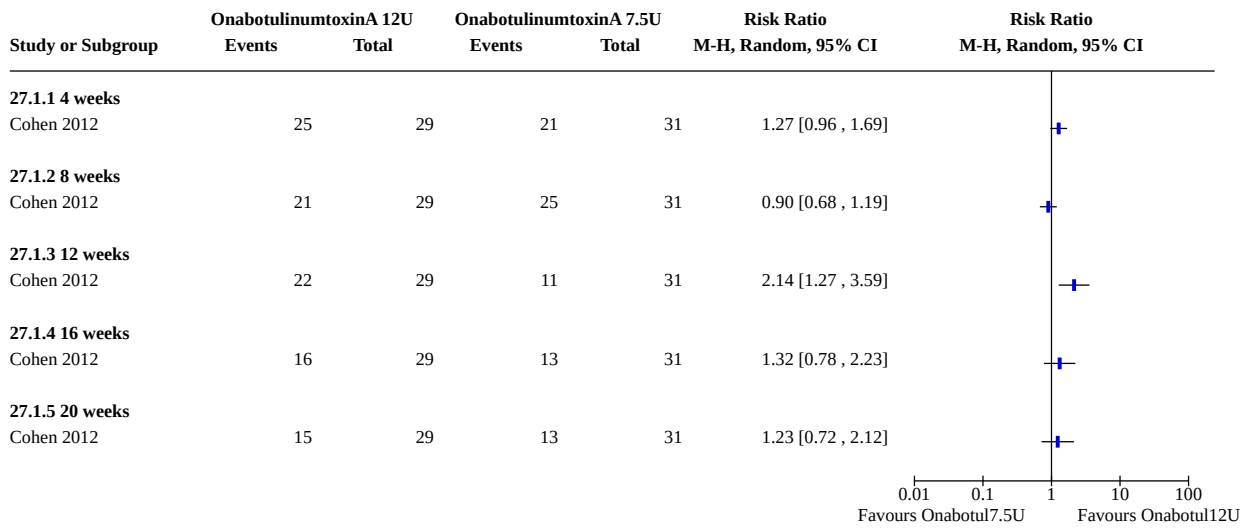 OnabotulinumtoxinA 12U OnabotulinumtoxinA 7.5U Risk Ratio Risk Ratio
Study or Subgroup Events Total Events Total M-H, Random, 95% CI M-H, Random, 95% CI
27.1.1 4 weeks
Cohen 2012 25 29 21 31 1.27 [0.96 , 1.69]
27.1.2 8 weeks
Cohen 2012 21 29 25 31 0.90 [0.68 , 1.19]
27.1.3 12 weeks
Cohen 2012 22 29 11 31 2.14 [1.27 , 3.59]
27.1.4 16 weeks
Cohen 2012 16 29 13 31 1.32 [0.78 , 2.23]
27.1.5 20 weeks
Cohen 2012 15 29 13 31 1.23 [0.72 , 2.12]
0.01 0.1 1 10 100
Favours Onabotul7.5U Favours Onabotul12U